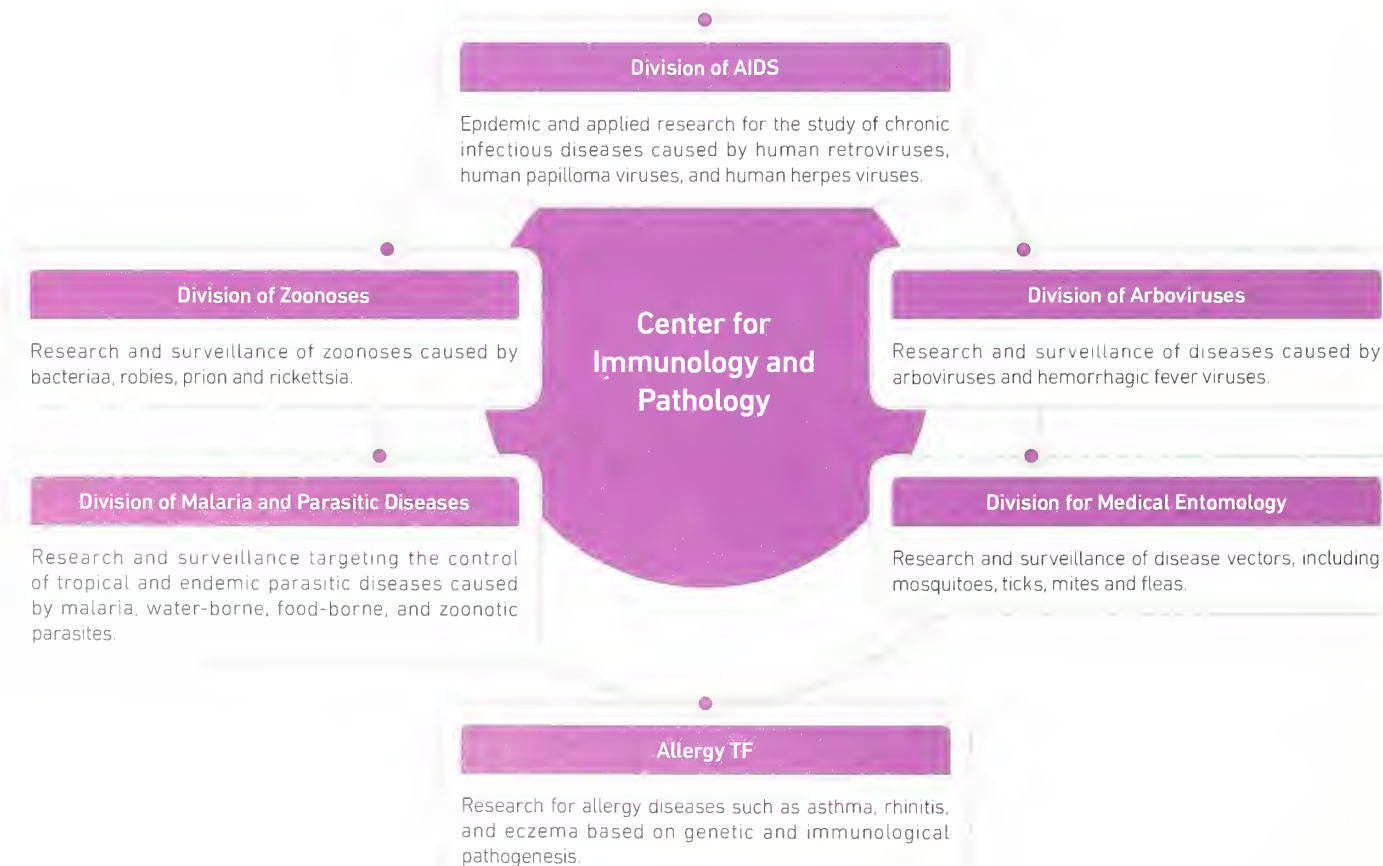 Division of AIDS
Epidemic and applied research for the study of chronic
infectious diseases caused by human retroviruses,
human papilloma viruses, and human herpes viruses.
Division of Zoonoses
Research and surveillance of zoonoses caused by
bacteriaa, robies, prion and rickettsia.
Center for
Immunology and
Pathology
Division of Arboviruses
Research and surveillance of diseases caused by
arboviruses and hemorrhagic fever viruses.
Division of Malaria and Parasitic Diseases
Research and surveillance targeting the control
of tropical and endemic parasitic diseases caused
by malaria, water-borne, food-borne, and zoonotic
parasites.
Division for Medical Entomology
Research and surveillance of disease vectors, including
mosquitoes, ticks, mites and fleas.
Allergy TF
Research for allergy diseases such as asthma, rhinitis,
and eczema based on genetic and immunological
pathogenesis.